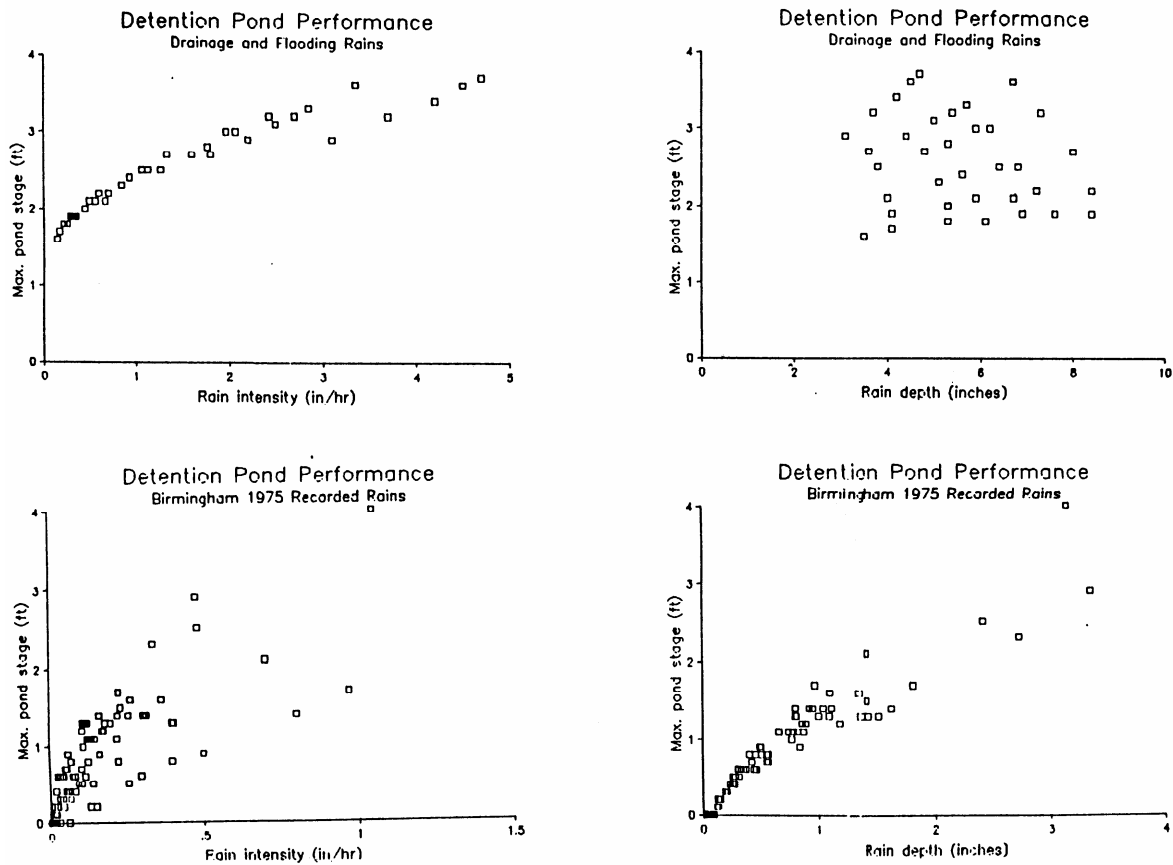 Detention Pond Performance
Drainage and Flooding Rains
4
3
2
1
0
Max. pond stage (ft)
0
1
2
3
4
5
Rain intensity (in/hr)
Detention Pond Performance
Drainage and Flooding Rains
4
3
2
1
0
Max. pond stage (ft)
0
2
4
6
8
10
Rain depth (inches)
Detention Pond Performance
Birmingham 1975 Recorded Rains
4
3
2
1
0
Max. pond stage (ft)
0
.5
1
1.5
Rain intensity (in/hr)
Detention Pond Performance
Birmingham 1975 Recorded Rains
4
3
2
1
0
Max. pond stage (ft)
0
1
2
3
4
Rain depth (inches)